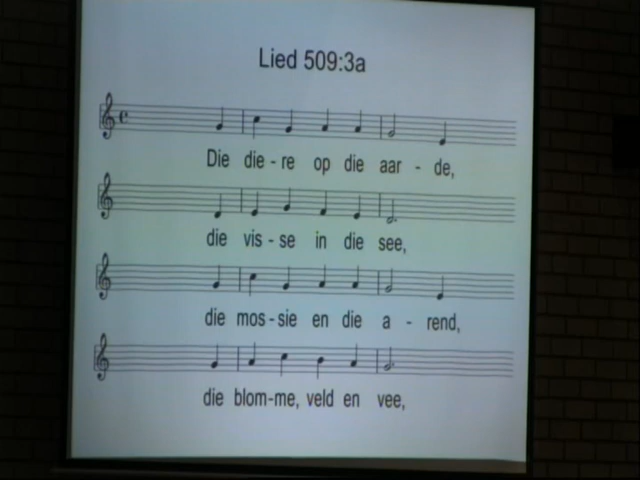 Lied 509:3a
Die die - re op die aar - de,
die vis - se in die see,
die mos - sie en die a - rend,
die blom-me, veld en vee,